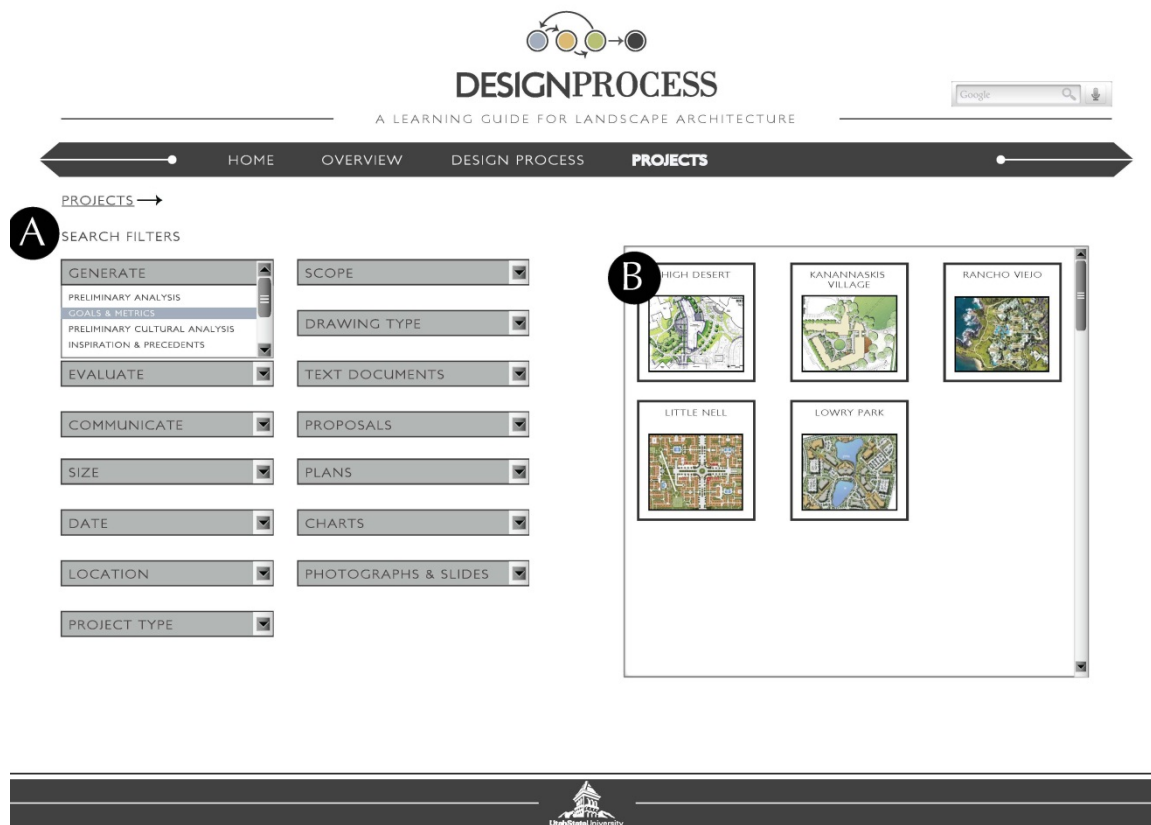 DESIGNPROCESS
Google
A LEARNING GUIDE FOR LANDSCAPE ARCHITECTURE
HOME OVERVIEW DESIGN PROCESS PROJECTS
PROJECTS
A
SEARCH FILTERS
GENERATE
PRELIMINARY ANALYSIS
GOALS & METRICS
PRELIMINARY CULTURAL ANALYSIS
INSPIRATION & PRECEDENTS
EVALUATE
COMMUNICATE
SIZE
DATE
LOCATION
PROJECT TYPE
SCOPE
DRAWING TYPE
TEXT DOCUMENTS
PROPOSALS
PLANS
CHARTS
PHOTOGRAPHS & SLIDES
B
HIGH DESERT
KANANNASKIS
VILLAGE
RANCHO VIEJO
LITTLE NELL
LOWRY PARK
UtahStateUniversity